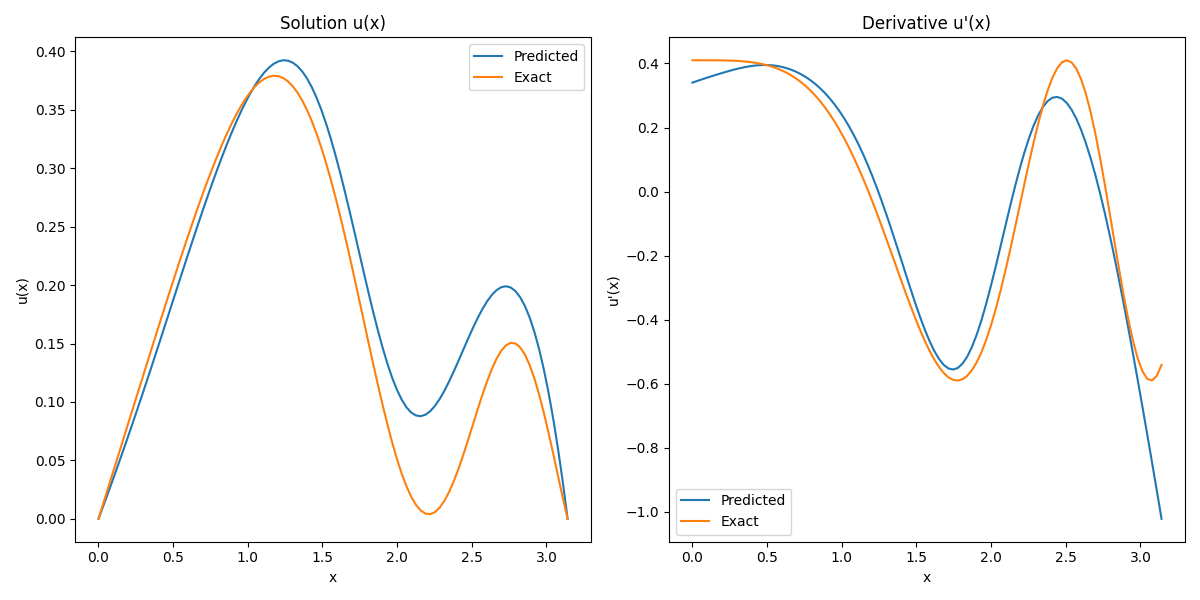 Solution u(x)
Predicted
Exact
u(x)
0.40
0.35
0.30
0.25
0.20
0.15
0.10
0.05
0.00
0.0 0.5 1.0 1.5 2.0 2.5 3.0
x
Derivative u'(x)
u'(x)
0.4
0.2
0.0
−0.2
−0.4
−0.6
−0.8
−1.0
Predicted
Exact
0.0 0.5 1.0 1.5 2.0 2.5 3.0
x